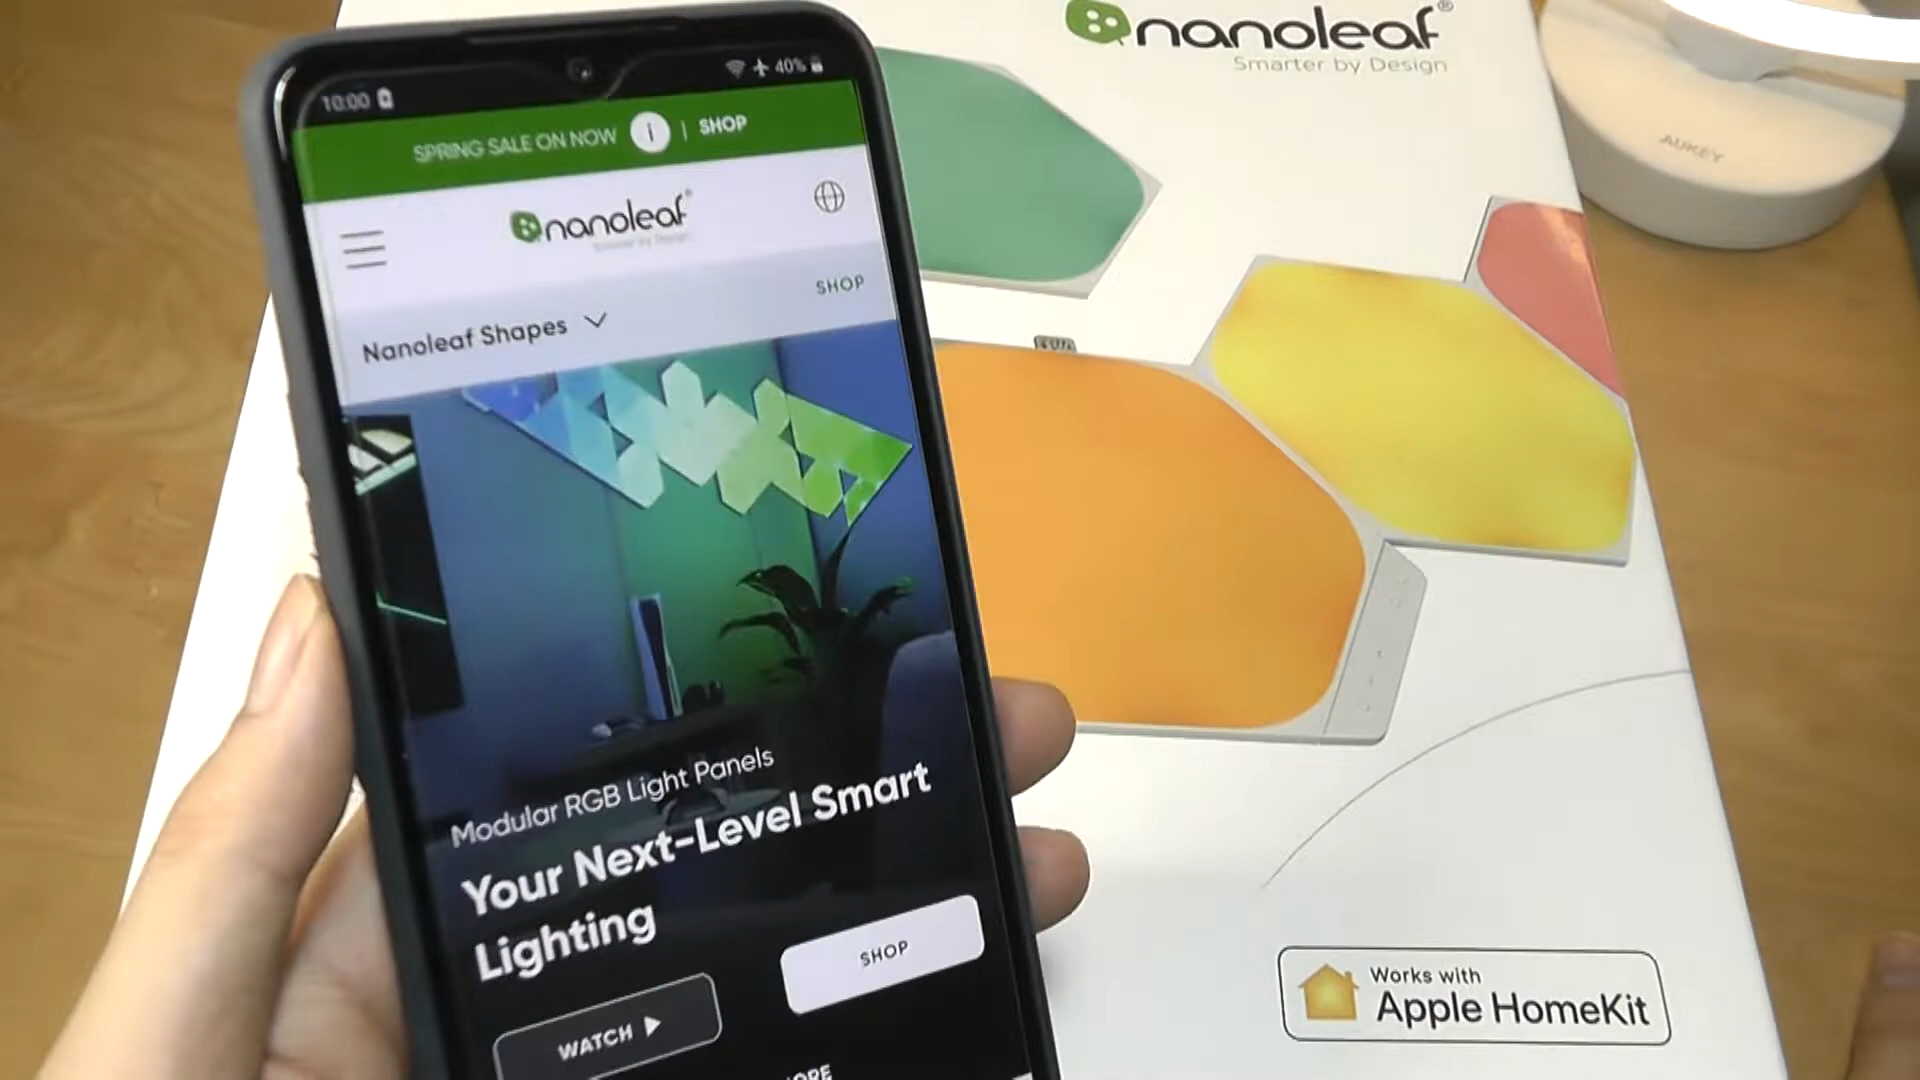 10:00
40%
SPRING SALE ON NOW i | SHOP
nanoleaf®
SHOP
Nanoleaf Shapes
Modular RGB Light Panels
Your Next-Level Smart
Lighting
SHOP
WATCH
nanoleaf®
Smarter by Design
AUKEY
Works with
Apple HomeKit